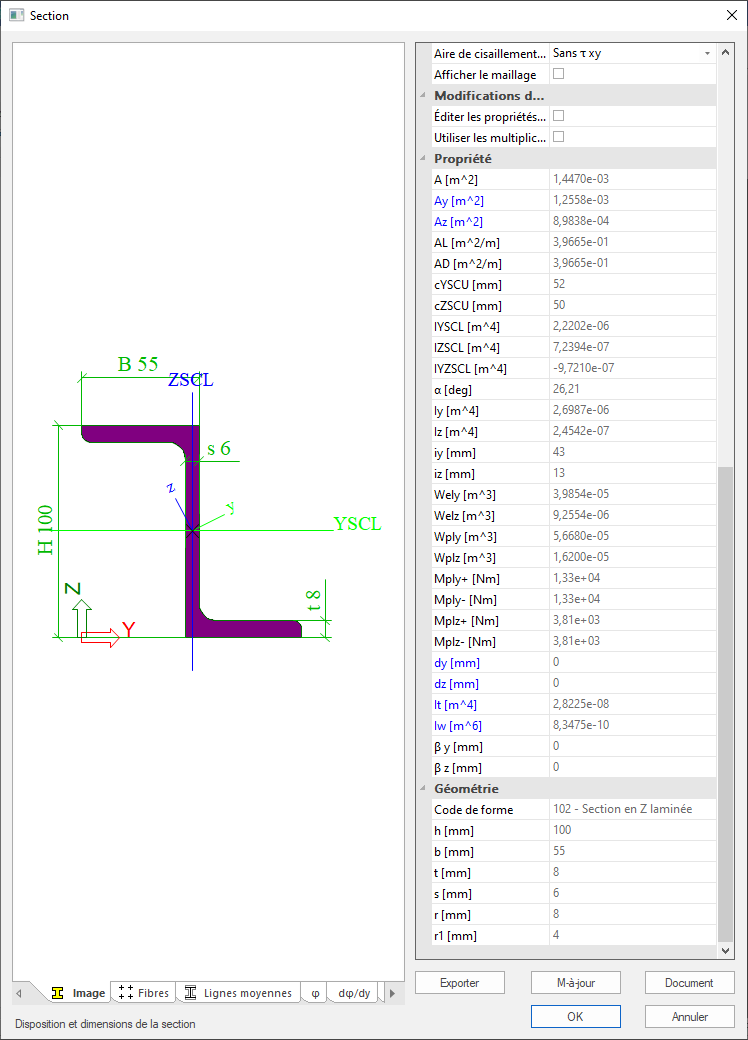 Section
B 55
ZSCL
s 6
z
y
YSCL
H 100
t 8
Z
Y
Aire de cisaillement... Sans τ xy
Afficher le maillage
Modifications d...
Éditer les propriétés...
Utiliser les multiplic...
Propriété
A [m^2] 1,4470e-03
Ay [m^2] 1,2558e-03
Az [m^2] 8,9838e-04
AL [m^2/m] 3,9665e-01
AD [m^2/m] 3,9665e-01
cYSCU [mm] 52
cZSCU [mm] 50
IYSCL [m^4] 2,2202e-06
IZSCL [m^4] 7,2394e-07
IYZSCL [m^4] -9,7210e-07
α [deg] 26,21
Iy [m^4] 2,6987e-06
Iz [m^4] 2,4542e-07
iy [mm] 43
iz [mm] 13
Wely [m^3] 3,9854e-05
Welz [m^3] 9,2554e-06
Wply [m^3] 5,6680e-05
Wplz [m^3] 1,6200e-05
Mply+ [Nm] 1,33e+04
Mply- [Nm] 1,33e+04
Mplz+ [Nm] 3,81e+03
Mplz- [Nm] 3,81e+03
dy [mm] 0
dz [mm] 0
It [m^4] 2,8225e-08
Iw [m^6] 8,3475e-10
β y [mm] 0
β z [mm] 0
Géométrie
Code de forme 102 - Section en Z laminée
h [mm] 100
b [mm] 55
t [mm] 8
s [mm] 6
r [mm] 8
r1 [mm] 4
Image Fibres Lignes moyennes φ dφ/dy
Exporter M-à-jour Document
Disposition et dimensions de la section
OK Annuler